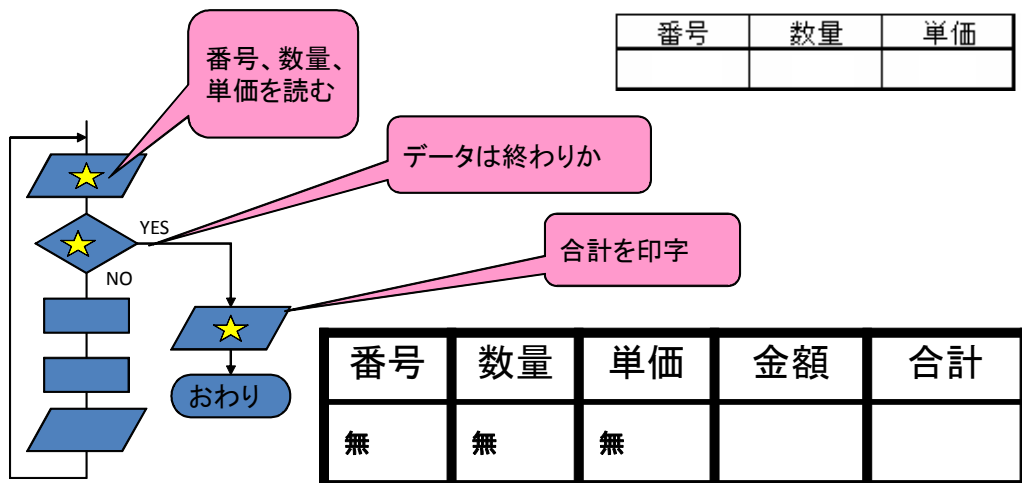 番号、数量、
単価を読む
番号 数量 単価
データは終わりか
YES
合計を印字
NO
おわり
番号 数量 単価 金額 合計
無 無 無